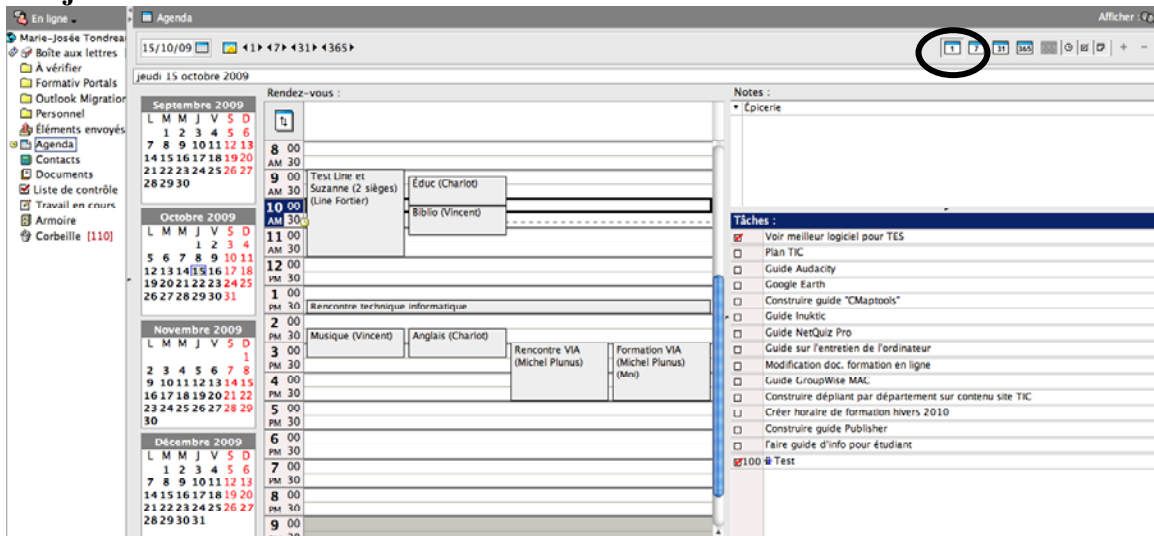 En ligne
Agenda
Afficher :
Marie-Josée Tondrea
Boîte aux lettres
À vérifier
Formativ Portals
Outlook Migration
Personnel
Éléments envoyés
Agenda
Contacts
Documents
Liste de contrôle
Travail en cours
Armoire
Corbeille [110]
15/10/09
1 7 31 365
1 7 31 365
jeudi 15 octobre 2009
Septembre 2009
L M M J V S D
1 2 3 4 5 6
7 8 9 10 11 12 13
14 15 16 17 18 19 20
21 22 23 24 25 26 27
28 29 30
Octobre 2009
L M M J V S D
1 2 3 4
5 6 7 8 9 10 11
12 13 14 15 16 17 18
19 20 21 22 23 24 25
26 27 28 29 30 31
Novembre 2009
L M M J V S D
1
2 3 4 5 6 7 8
9 10 11 12 13 14 15
16 17 18 19 20 21 22
23 24 25 26 27 28 29
30
Décembre 2009
L M M J V S D
1 2 3 4 5 6
7 8 9 10 11 12 13
14 15 16 17 18 19 20
21 22 23 24 25 26 27
28 29 30 31
Rendez-vous :
8 00
AM 30
9 00
AM 30
10 00
AM 30
11 00
AM 30
12 00
PM 30
1 00
PM 30
2 00
PM 30
3 00
PM 30
4 00
PM 30
5 00
PM 30
6 00
PM 30
7 00
PM 30
8 00
PM 30
9 00
Test Line et
Suzanne (2 sièges)
(Line Fortier)
Éduc (Charlot)
Biblio (Vincent)
Rencontre technique informatique
Musique (Vincent)
Anglais (Charlot)
Rencontre VIA
(Michel Plunus)
Formation VIA
(Michel Plunus)
(Moi)
Notes :
Épicerie
Tâches :
Voir meilleur logiciel pour TES
Plan TIC
Guide Audacity
Google Earth
Construire guide "CMaptools"
Guide Inuktic
Guide NetQuiz Pro
Guide sur l'entretien de l'ordinateur
Modification doc. formation en ligne
Guide GroupWise MAC
Construire dépliant par département sur contenu site TIC
Créer horaire de formation hivers 2010
Construire guide Publisher
Faire guide d'info pour étudiant
100 Test